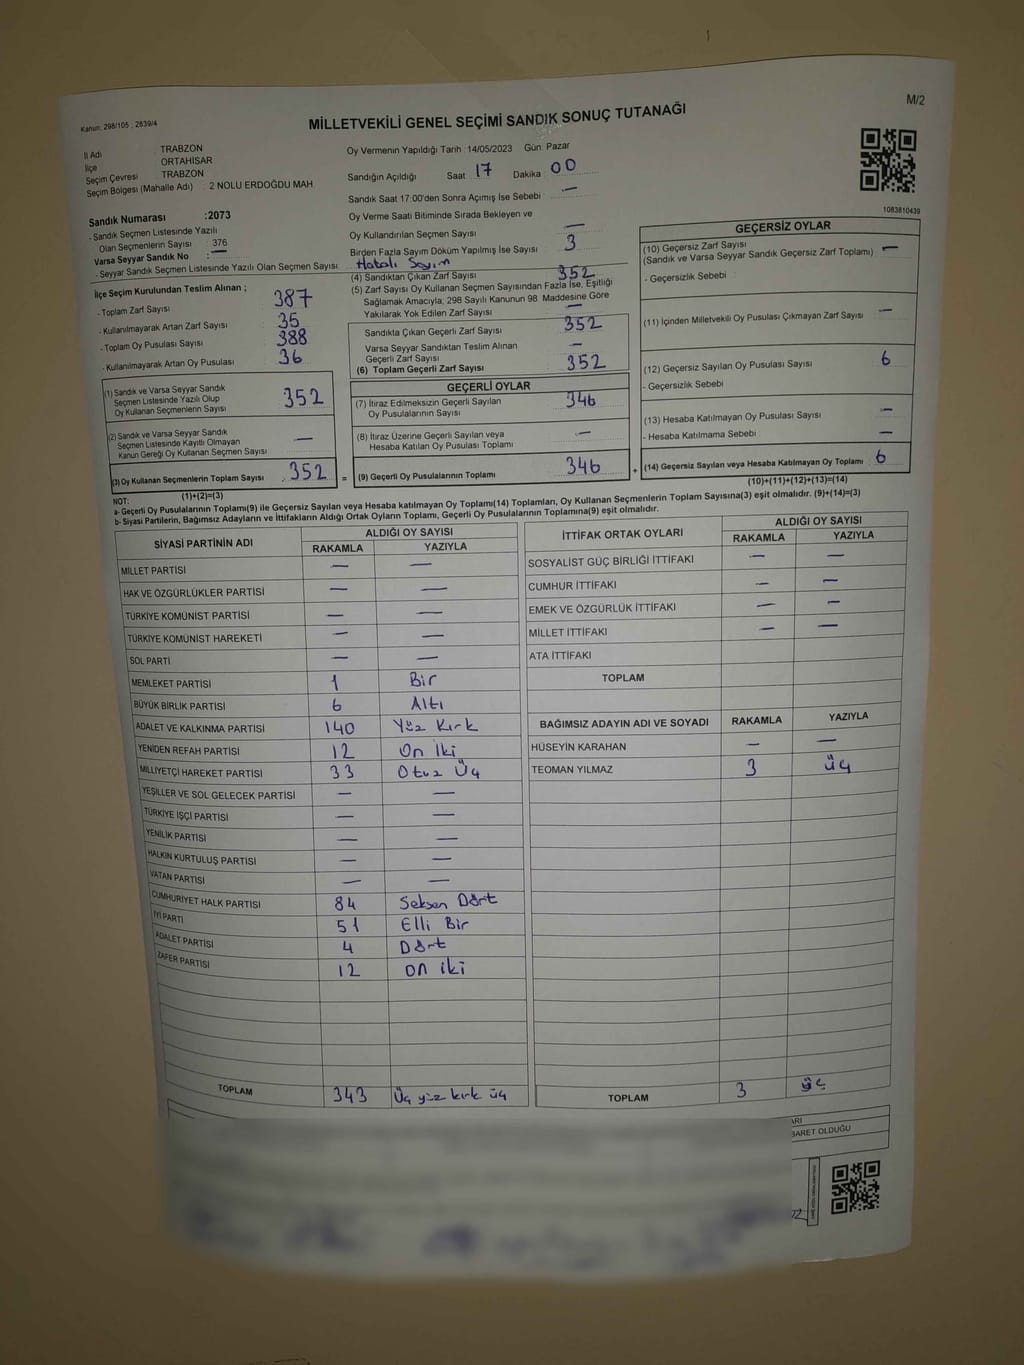 M/2
Kanun: 298/105 ; 2839/4
MİLLETVEKİLİ GENEL SEÇİMİ SANDIK SONUÇ TUTANAĞI
İl Adı : TRABZON
İlçe : ORTAHİSAR
Seçim Çevresi : TRABZON
Seçim Bölgesi (Mahalle Adı) : 2 NOLU ERDOĞDU MAH
Sandık Numarası :2073
- Sandık Seçmen Listesinde Yazılı
Olan Seçmenlerin Sayısı : 376
Varsa Seyyar Sandık No : —
- Seyyar Sandık Seçmen Listesinde Yazılı Olan Seçmen Sayısı:
İlçe Seçim Kurulundan Teslim Alınan ;
- Toplam Zarf Sayısı : 387
- Kullanılmayarak Artan Zarf Sayısı : 35
- Toplam Oy Pusulası Sayısı : 388
- Kullanılmayarak Artan Oy Pusulası : 36
(1) Sandık ve Varsa Seyyar Sandık
Seçmen Listesinde Yazılı Olup
Oy Kullanan Seçmenlerin Sayısı 352
(2) Sandık ve Varsa Seyyar Sandık
Seçmen Listesinde Kayıtlı Olmayan
Kanun Gereği Oy Kullanan Seçmen Sayısı —
(3) Oy Kullanan Seçmenlerin Toplam Sayısı 352
(1)+(2)=(3)
Oy Vermenin Yapıldığı Tarih : 14/05/2023 Gün: Pazar
Sandığın Açıldığı Saat 17 Dakika 00
Sandık Saat 17:00'den Sonra Açımış İse Sebebi : —
Oy Verme Saati Bitiminde Sırada Bekleyen ve
Oy Kullandırılan Seçmen Sayısı : —
Birden Fazla Sayım Döküm Yapılmış İse Sayısı : 3
Hatalı Sayım
(4) Sandıktan Çıkan Zarf Sayısı : 352
(5) Zarf Sayısı Oy Kullanan Seçmen Sayısından Fazla İse, Eşitliği
Sağlamak Amacıyla, 298 Sayılı Kanunun 98 Maddesine Göre
Yakılarak Yok Edilen Zarf Sayısı : —
Sandıkta Çıkan Geçerli Zarf Sayısı : 352
Varsa Seyyar Sandıktan Teslim Alınan
Geçerli Zarf Sayısı : —
(6) Toplam Geçerli Zarf Sayısı : 352
GEÇERLİ OYLAR
(7) İtiraz Edilmeksizin Geçerli Sayılan
Oy Pusulalarının Sayısı : 346
(8) İtiraz Üzerine Geçerli Sayılan veya
Hesaba Katılan Oy Pusulası Toplamı : —
= (9) Geçerli Oy Pusulalarının Toplamı : 346
1083810439
GEÇERSİZ OYLAR
(10) Geçersiz Zarf Sayısı
(Sandık ve Varsa Seyyar Sandık Geçersiz Zarf Toplamı) : —
- Geçersizlik Sebebi :
(11) İçinden Milletvekili Oy Pusulası Çıkmayan Zarf Sayısı : —
(12) Geçersiz Sayılan Oy Pusulası Sayısı : 6
- Geçersizlik Sebebi :
(13) Hesaba Katılmayan Oy Pusulası Sayısı : —
- Hesaba Katılmama Sebebi : —
+ (14) Geçersiz Sayılan veya Hesaba Katılmayan Oy Toplamı : 6
(10)+(11)+(12)+(13)=(14)
NOT:
a- Geçerli Oy Pusulalarının Toplamı(9) ile Geçersiz Sayılan veya Hesaba katılmayan Oy Toplamı(14) Toplamları, Oy Kullanan Seçmenlerin Toplam Sayısına(3) eşit olmalıdır. (9)+(14)=(3)
b- Siyasi Partilerin, Bağımsız Adayların ve İttifakların Aldığı Ortak Oyların Toplamı, Geçerli Oy Pusulalarının Toplamına(9) eşit olmalıdır.
SİYASİ PARTİNİN ADI ALDIĞI OY SAYISI
RAKAMLA YAZIYLA
MİLLET PARTİSİ — —
HAK VE ÖZGÜRLÜKLER PARTİSİ — —
TÜRKİYE KOMÜNİST PARTİSİ — —
TÜRKİYE KOMÜNİST HAREKETİ — —
SOL PARTİ — —
MEMLEKET PARTİSİ 1 Bir
BÜYÜK BİRLİK PARTİSİ 6 Altı
ADALET VE KALKINMA PARTİSİ 140 Yüz Kırk
YENİDEN REFAH PARTİSİ 12 On İki
MİLLİYETÇİ HAREKET PARTİSİ 33 Otuz Üç
YEŞİLLER VE SOL GELECEK PARTİSİ — —
TÜRKİYE İŞÇİ PARTİSİ — —
YENİLİK PARTİSİ — —
HALKIN KURTULUŞ PARTİSİ — —
VATAN PARTİSİ — —
CUMHURİYET HALK PARTİSİ 84 Seksen Dört
İYİ PARTİ 51 Elli Bir
ADALET PARTİSİ 4 Dört
ZAFER PARTİSİ 12 on iki
TOPLAM 343 Üç yüz kırk üç
İTTİFAK ORTAK OYLARI ALDIĞI OY SAYISI
RAKAMLA YAZIYLA
SOSYALİST GÜÇ BİRLİĞİ İTTİFAKI — —
CUMHUR İTTİFAKI — —
EMEK VE ÖZGÜRLÜK İTTİFAKI — —
MİLLET İTTİFAKI — —
ATA İTTİFAKI
TOPLAM
BAĞIMSIZ ADAYIN ADI VE SOYADI RAKAMLA YAZIYLA
HÜSEYİN KARAHAN — —
TEOMAN YILMAZ 3 üç
TOPLAM 3 üç
BARET OLDUĞU